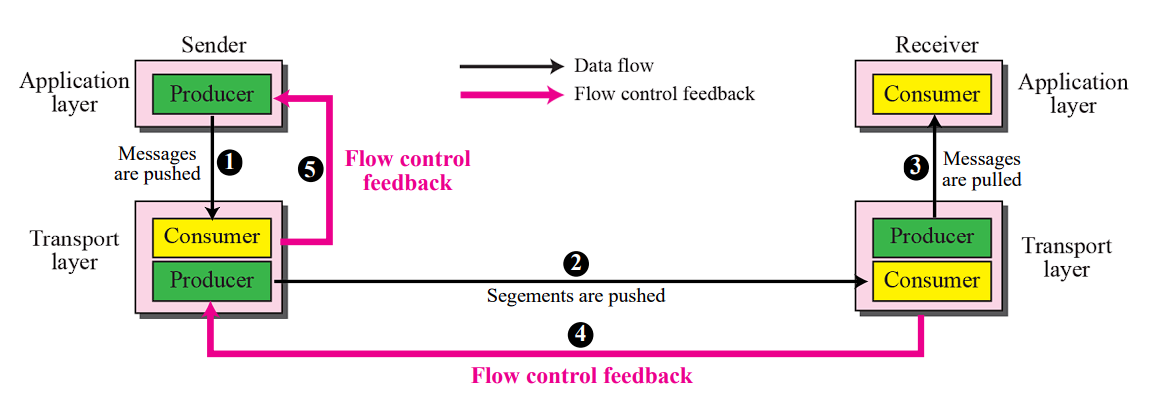 Sender
Receiver
Application
layer
Producer
Data flow
Flow control feedback
Consumer
Application
layer
Messages
are pushed
1
5
Flow control
feedback
3
Messages
are pulled
Transport
layer
Consumer
Producer
2
Segements are pushed
Producer
Consumer
Transport
layer
4
Flow control feedback